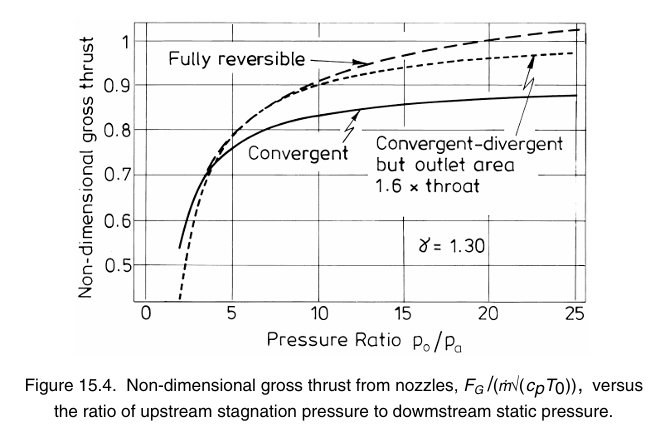 Non-dimensional gross thrust
1
0.9
0.8
0.7
0.6
0.5
Fully reversible
Convergent
Convergent-divergent
but outlet area
1.6 × throat
γ = 1.30
0 5 10 15 20 25
Pressure Ratio p₀/pₐ
Figure 15.4. Non-dimensional gross thrust from nozzles, F_G/(ṁ√(c_pT_0)), versus
the ratio of upstream stagnation pressure to dowmstream static pressure.